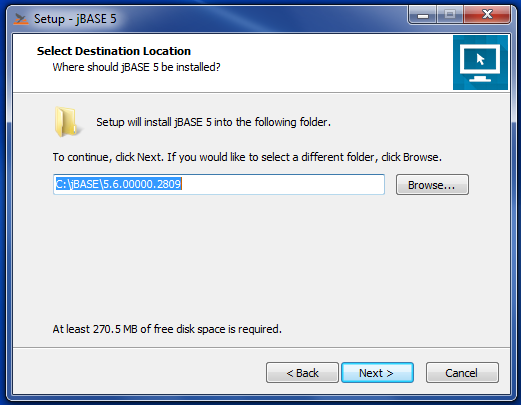 Setup - jBASE 5
Select Destination Location
Where should jBASE 5 be installed?
Setup will install jBASE 5 into the following folder.
To continue, click Next. If you would like to select a different folder, click Browse.
C:\jBASE\5.6.00000.2809
Browse...
At least 270.5 MB of free disk space is required.
< Back
Next >
Cancel